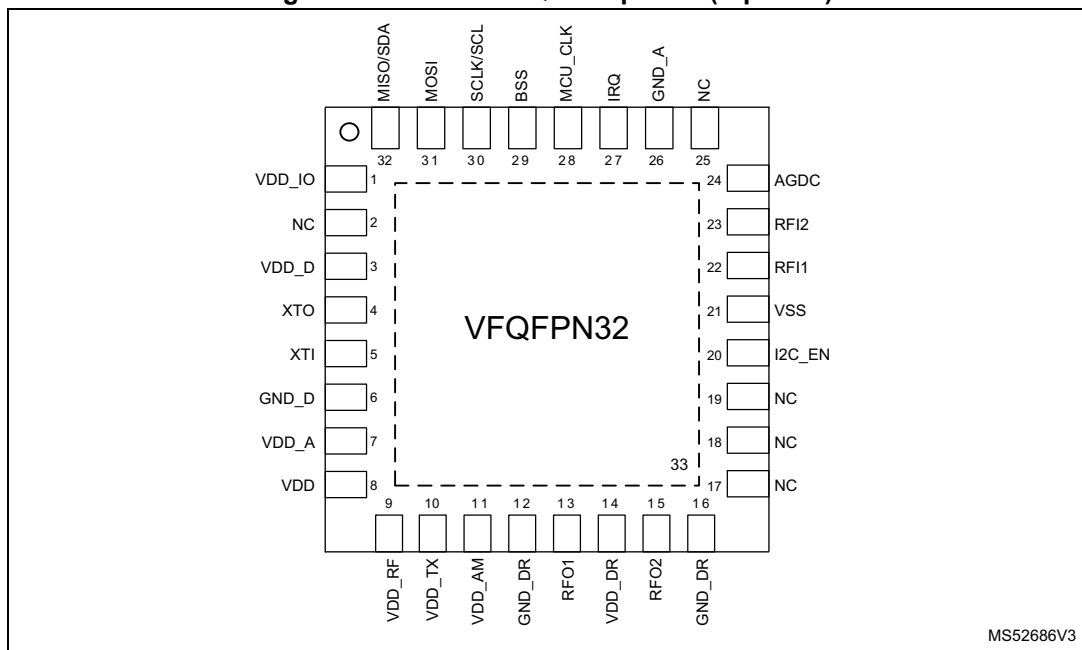 MISO/SDA
MOSI
SCLK/SCL
BSS
MCU_CLK
IRQ
GND_A
NC
32 31 30 29 28 27 26 25
VDD_IO 1
NC 2
VDD_D 3
XTO 4
XTI 5
GND_D 6
VDD_A 7
VDD 8
VFQFPN32
24 AGDC
23 RFI2
22 RFI1
21 VSS
20 I2C_EN
19 NC
18 NC
17 NC
33
9 10 11 12 13 14 15 16
VDD_RF
VDD_TX
VDD_AM
GND_DR
RFO1
VDD_DR
RFO2
GND_DR
MS52686V3